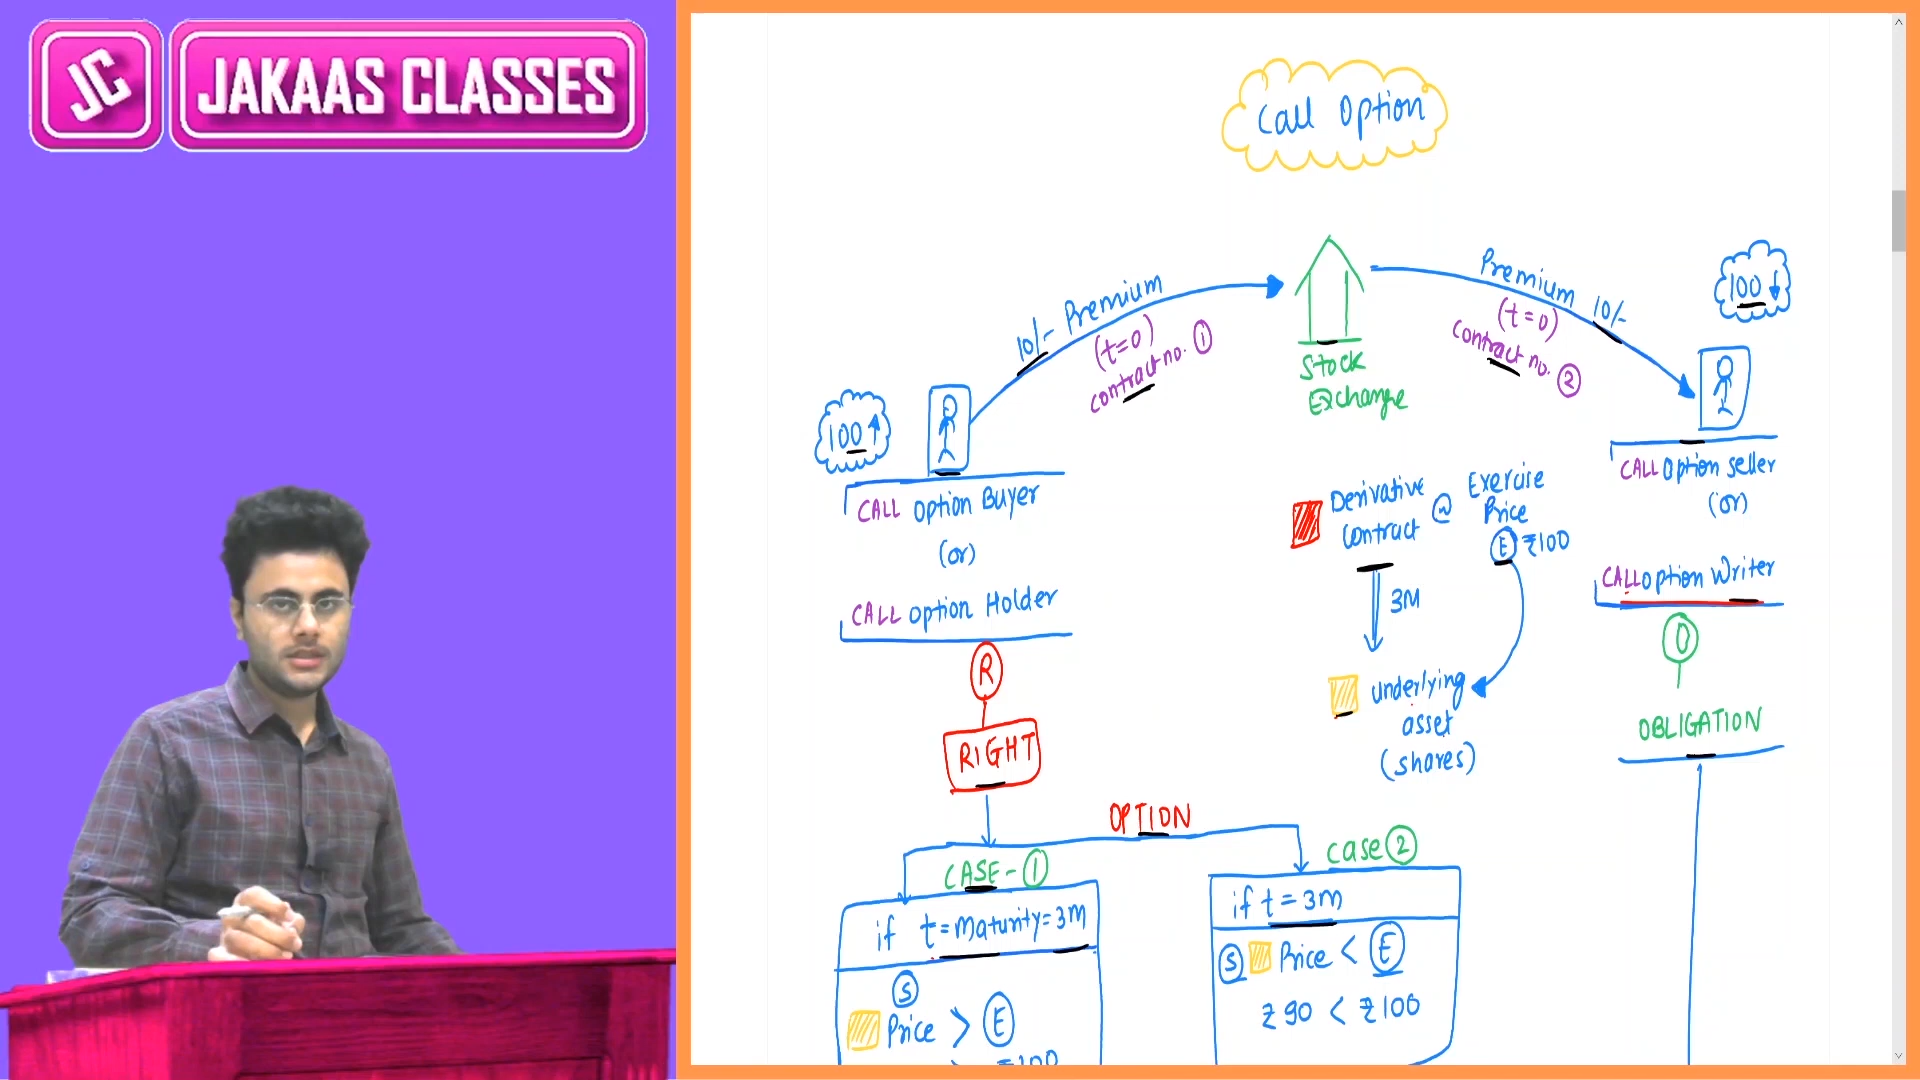 JC
JAKAAS CLASSES
Call Option
10/- Premium
(t=0)
contract no. ①
Stock
Exchange
Premium 10/-
(t=0)
contract no. ②
100↓
100↑
CALL Option Buyer
(or)
CALL option Holder
R
RIGHT
Derivative
Contract @ Exercise
Price
Ⓔ ₹100
3M
underlying
asset
(shares)
CALL Option Seller
(or)
CALL option Writer
O
OBLIGATION
OPTION
CASE-①
if t=Maturity=3M
Ⓢ
Price > Ⓔ
₹100
Case②
if t=3M
Ⓢ Price < Ⓔ
₹90 < ₹100